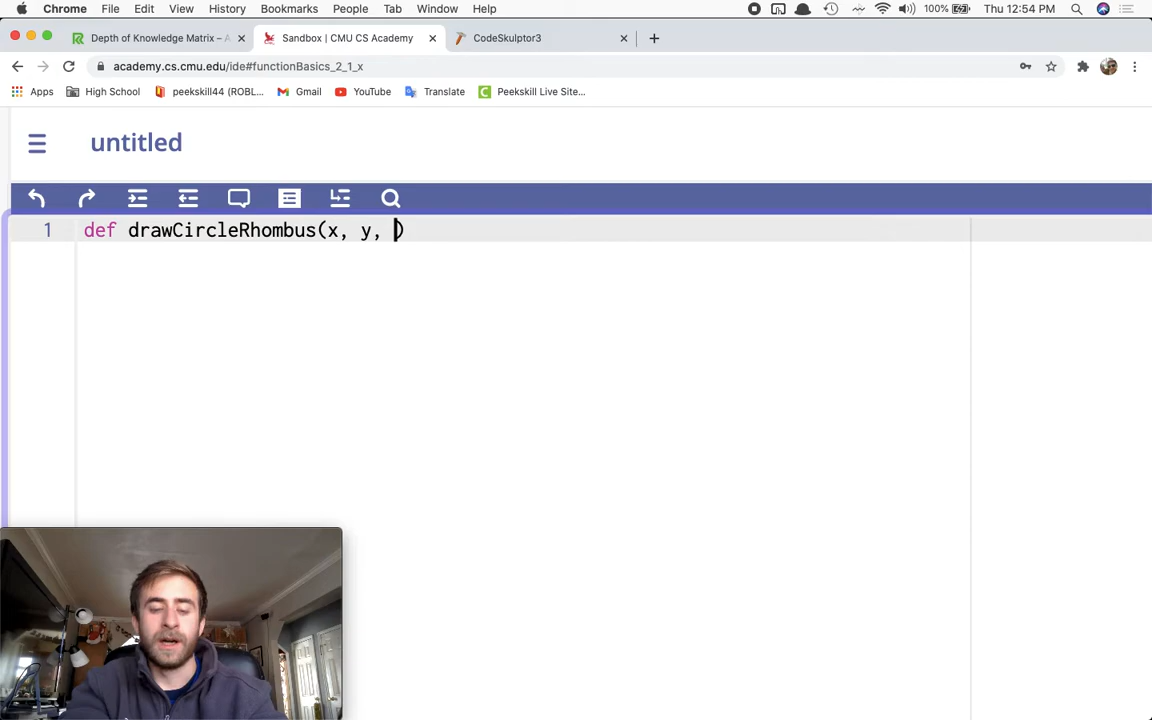 Chrome File Edit View History Bookmarks People Tab Window Help 100% Thu 12:54 PM
Depth of Knowledge Matrix – A Sandbox | CMU CS Academy CodeSkulptor3
academy.cs.cmu.edu/ide#functionBasics_2_1_x
Apps High School peekskill44 (ROBL... Gmail YouTube Translate Peekskill Live Site...
untitled
1 def drawCircleRhombus(x, y, )